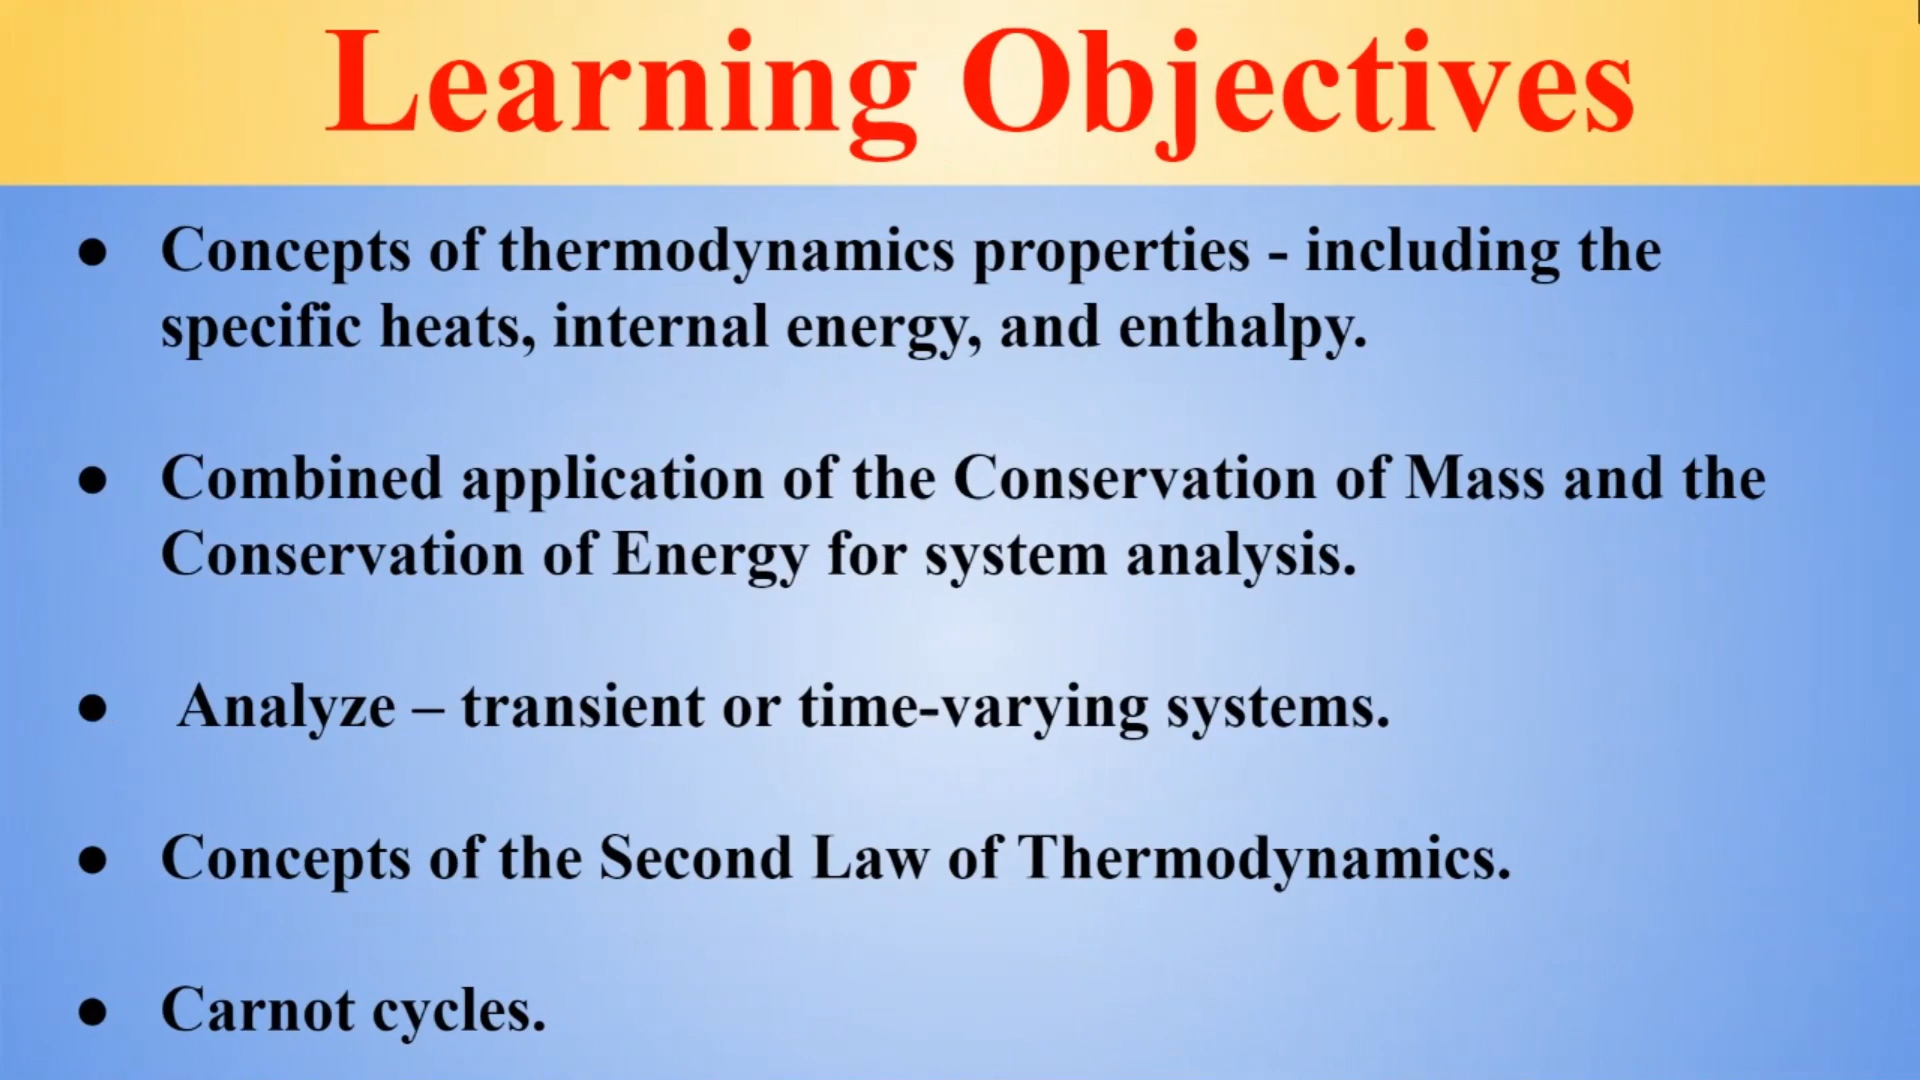 Learning Objectives
● Concepts of thermodynamics properties - including the
specific heats, internal energy, and enthalpy.
● Combined application of the Conservation of Mass and the
Conservation of Energy for system analysis.
● Analyze – transient or time-varying systems.
● Concepts of the Second Law of Thermodynamics.
● Carnot cycles.